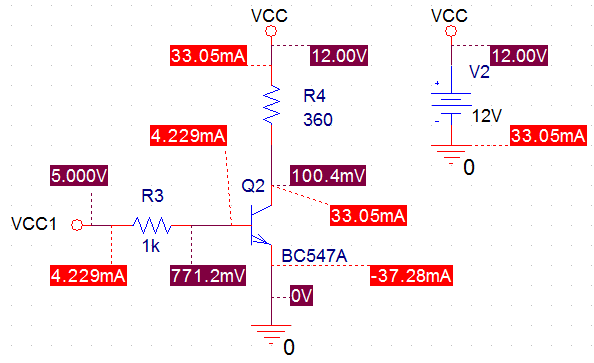 VCC
VCC
33.05mA
12.00V
12.00V
R4
360
V2
+
12V
-
4.229mA
33.05mA
0
5.000V
100.4mV
R3
Q2
VCC1
33.05mA
1k
BC547A
4.229mA
771.2mV
-37.28mA
0V
0